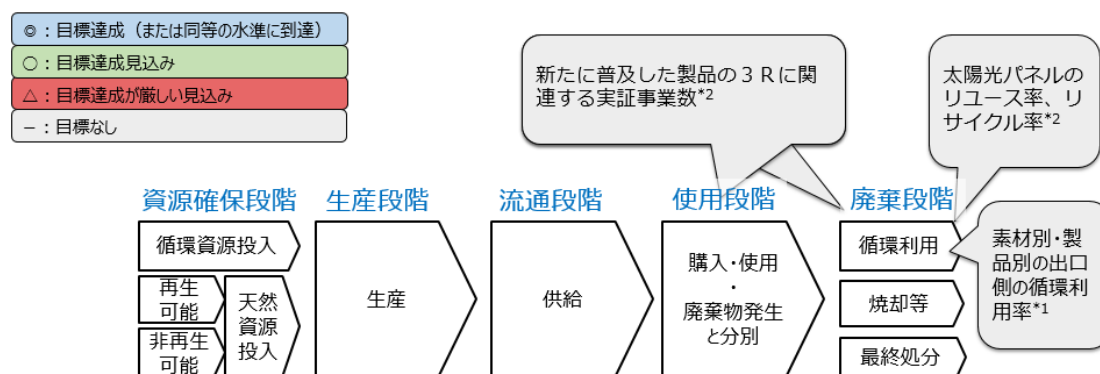 ◎：目標達成（または同等の水準に到達）
○：目標達成見込み
△：目標達成が厳しい見込み
－：目標なし
新たに普及した製品の３Ｒに関
連する実証事業数*2
太陽光パネルの
リユース率、リ
サイクル率*2
資源確保段階
生産段階
流通段階
使用段階
廃棄段階
循環資源投入
再生
可能
非再生
可能
天然
資源
投入
生産
供給
購入・使用
・
廃棄物発生
と分別
循環利用
焼却等
最終処分
素材別・製
品別の出口
側の循環利
用率*1